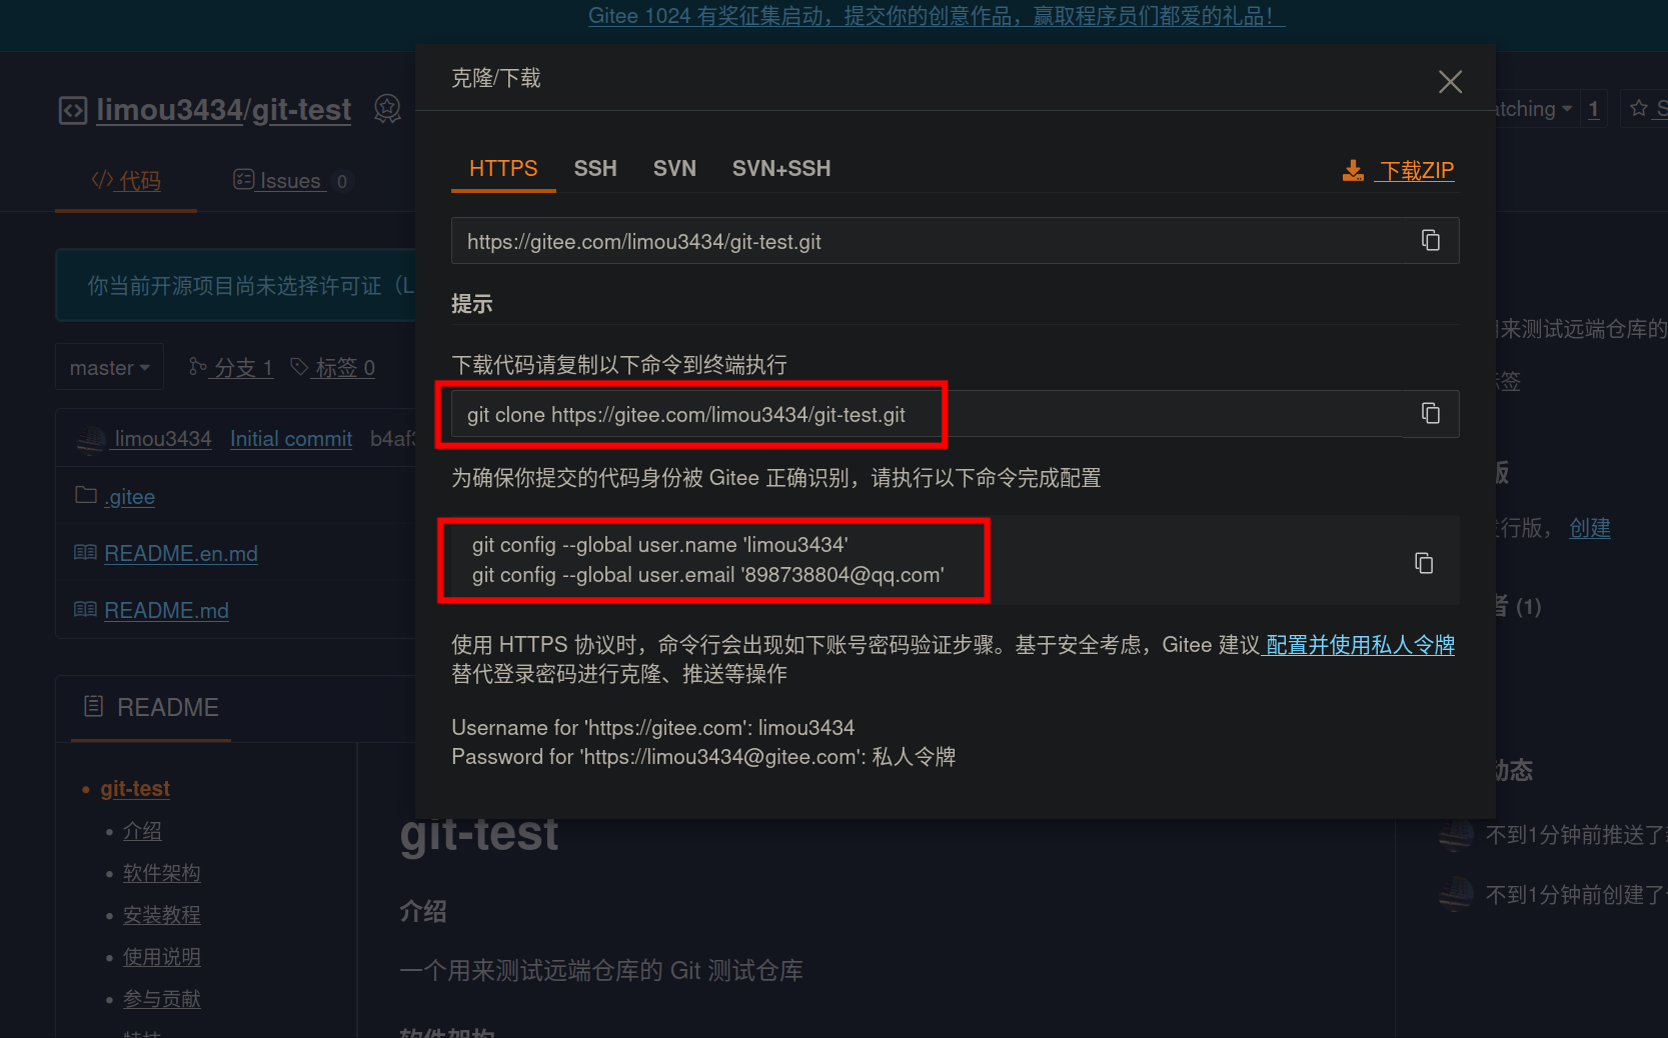 Gitee 1024 有奖征集启动，提交你的创意作品，赢取程序员们都爱的礼品！
克隆/下载
limou3434/git-test
tching 1
代码
Issues 0
HTTPS SSH SVN SVN+SSH
下载ZIP
https://gitee.com/limou3434/git-test.git
你当前开源项目尚未选择许可证（L
提示
来测试远端仓库的
下载代码请复制以下命令到终端执行
master 分支 1 标签 0
签
git clone https://gitee.com/limou3434/git-test.git
limou3434 Initial commit b4af3
为确保你提交的代码身份被 Gitee 正确识别，请执行以下命令完成配置
版
.gitee
行版， 创建
git config --global user.name 'limou3434'
git config --global user.email '898738804@qq.com'
README.en.md
README.md
者 (1)
使用 HTTPS 协议时，命令行会出现如下账号密码验证步骤。基于安全考虑，Gitee 建议 配置并使用私人令牌
替代登录密码进行克隆、推送等操作
README
Username for 'https://gitee.com': limou3434
Password for 'https://limou3434@gitee.com': 私人令牌
动态
git-test
介绍
软件架构
安装教程
使用说明
参与贡献
特技
git-test
介绍
一个用来测试远端仓库的 Git 测试仓库
软件架构
不到1分钟前推送了
不到1分钟前创建了